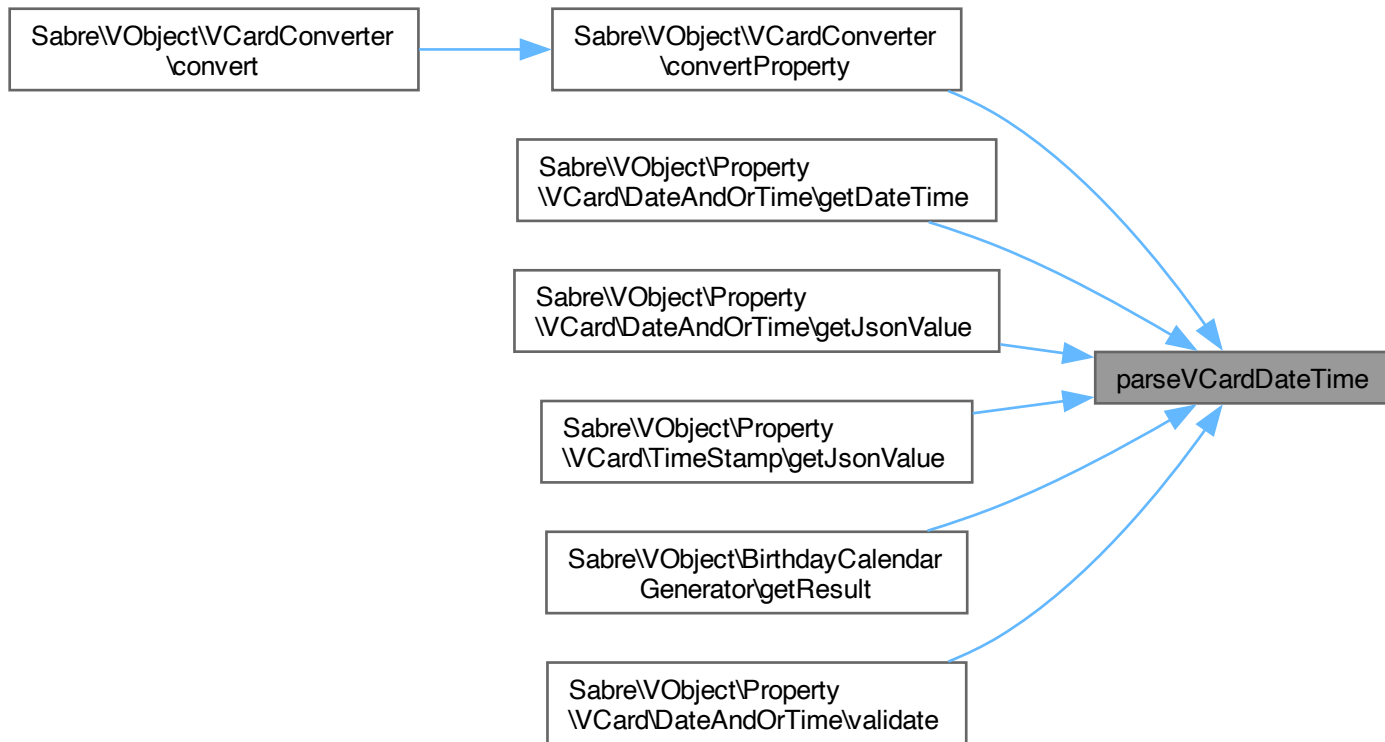 Sabre\VObject\VCardConverter
\convert
Sabre\VObject\VCardConverter
\convertProperty
Sabre\VObject\Property
\VCard\DateAndOrTime\getDateTime
Sabre\VObject\Property
\VCard\DateAndOrTime\getJsonValue
parseVCardDateTime
Sabre\VObject\Property
\VCard\TimeStamp\getJsonValue
Sabre\VObject\BirthdayCalendar
Generator\getResult
Sabre\VObject\Property
\VCard\DateAndOrTime\validate